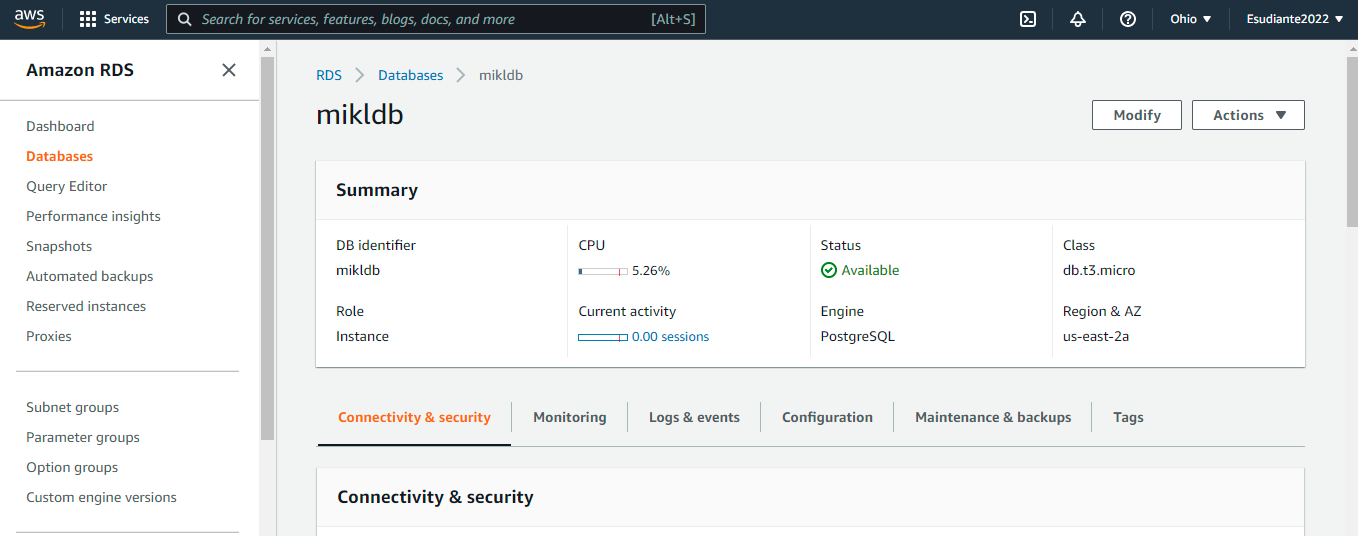 aws Services Search for services, features, blogs, docs, and more [Alt+S] Ohio Esudiante2022
Amazon RDS
Dashboard
Databases
Query Editor
Performance insights
Snapshots
Automated backups
Reserved instances
Proxies
Subnet groups
Parameter groups
Option groups
Custom engine versions
RDS Databases mikldb
mikldb
Modify Actions
Summary
DB identifier CPU Status Class
mikldb 5.26% Available db.t3.micro
Role Current activity Engine Region & AZ
Instance 0.00 sessions PostgreSQL us-east-2a
Connectivity & security Monitoring Logs & events Configuration Maintenance & backups Tags
Connectivity & security